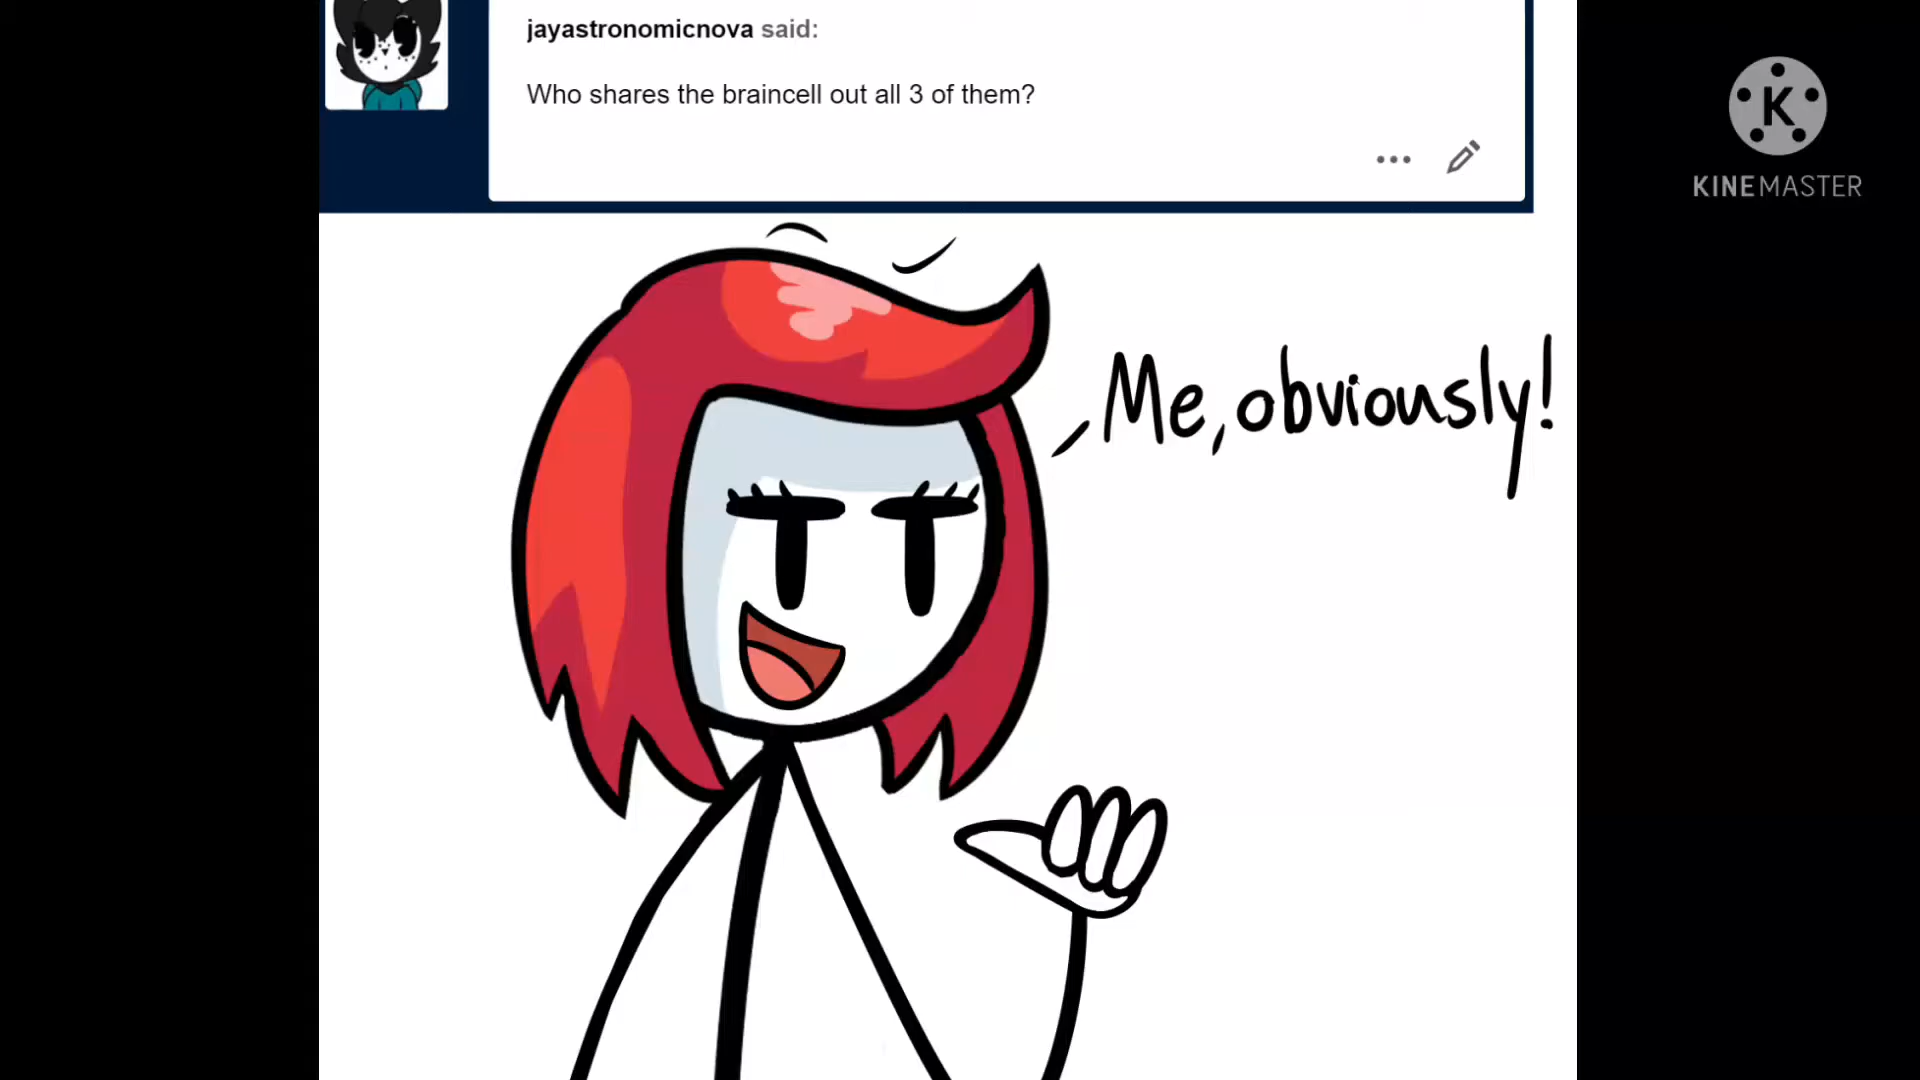 jayastronomicnova said:
Who shares the braincell out all 3 of them?
K
KINEMASTER
Me, obviously!